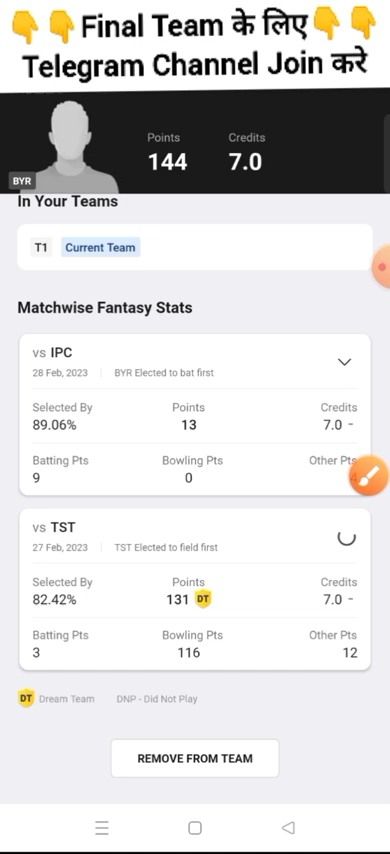 👇👇Final Team के लिए👇👇
Telegram Channel Join करे
Points Credits
144 7.0
BYR
In Your Teams
T1 Current Team
Matchwise Fantasy Stats
vs IPC
28 Feb, 2023 BYR Elected to bat first
Selected By Points Credits
89.06% 13 7.0 -
Batting Pts Bowling Pts Other Pts
9 0 4
vs TST
27 Feb, 2023 TST Elected to field first
Selected By Points Credits
82.42% 131 DT 7.0 -
Batting Pts Bowling Pts Other Pts
3 116 12
DT Dream Team DNP - Did Not Play
REMOVE FROM TEAM